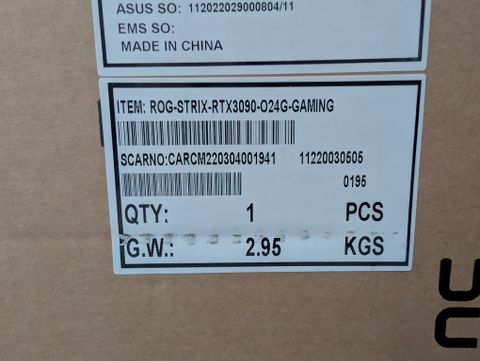 ASUS SO: 112022029000804/11
EMS SO:
MADE IN CHINA
ITEM: ROG-STRIX-RTX3090-O24G-GAMING
SCARNO:CARCM220304001941 11220030505
0195
QTY: 1 PCS
G.W.: 2.95 KGS